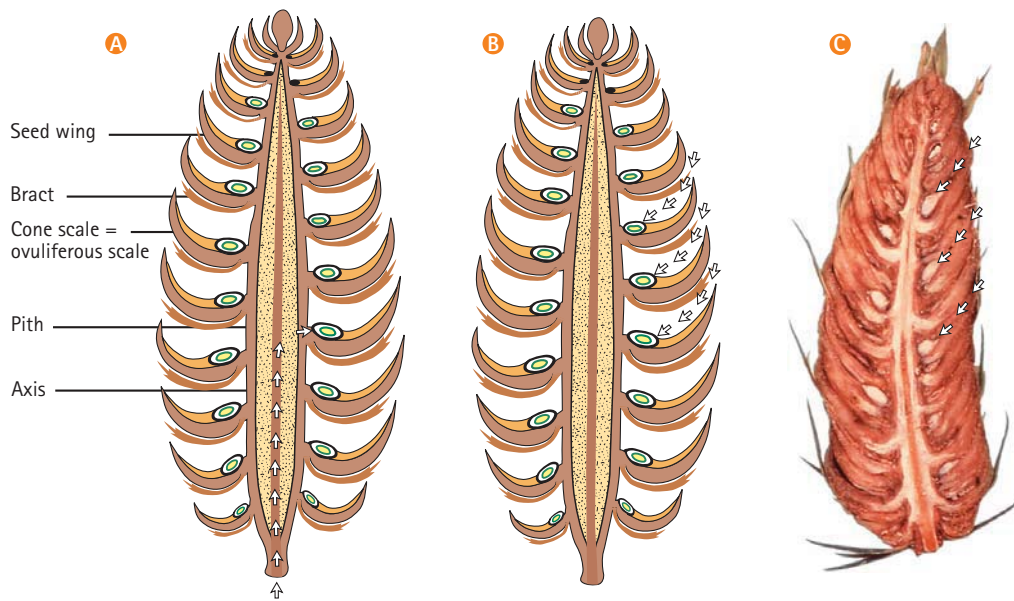 A
B
C
Seed wing
Bract
Cone scale =
ovuliferous scale
Pith
Axis